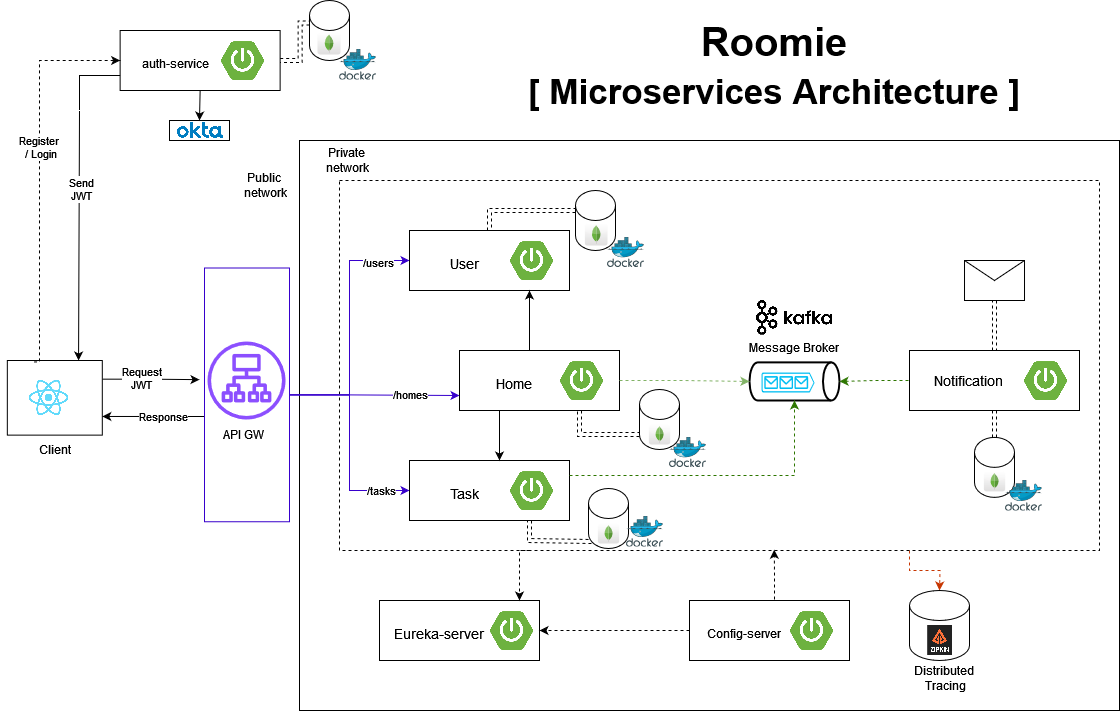 Roomie
[ Microservices Architecture ]
auth-service
docker
okta
Register
/ Login
Send
JWT
Public
network
Private
network
User
docker
/users
kafka
Message Broker
Request
JWT
Response
API GW
Client
/homes
Home
docker
Notification
docker
/tasks
Task
docker
Eureka-server
Config-server
ZIPKIN
Distributed
Tracing